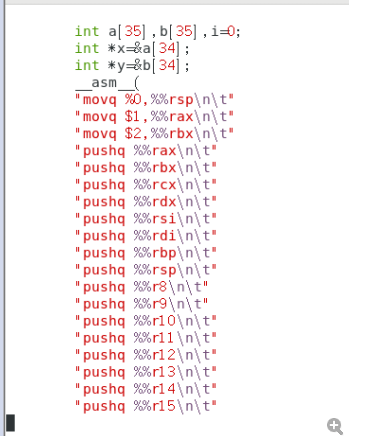 int a[35],b[35],i=0;
int *x=&a[34];
int *y=&b[34];
__asm__(
"movq %0,%%rsp\n\t"
"movq $1,%%rax\n\t"
"movq $2,%%rbx\n\t"
"pushq %%rax\n\t"
"pushq %%rbx\n\t"
"pushq %%rcx\n\t"
"pushq %%rdx\n\t"
"pushq %%rsi\n\t"
"pushq %%rdi\n\t"
"pushq %%rbp\n\t"
"pushq %%rsp\n\t"
"pushq %%r8\n\t"
"pushq %%r9\n\t"
"pushq %%r10\n\t"
"pushq %%r11\n\t"
"pushq %%r12\n\t"
"pushq %%r13\n\t"
"pushq %%r14\n\t"
"pushq %%r15\n\t"